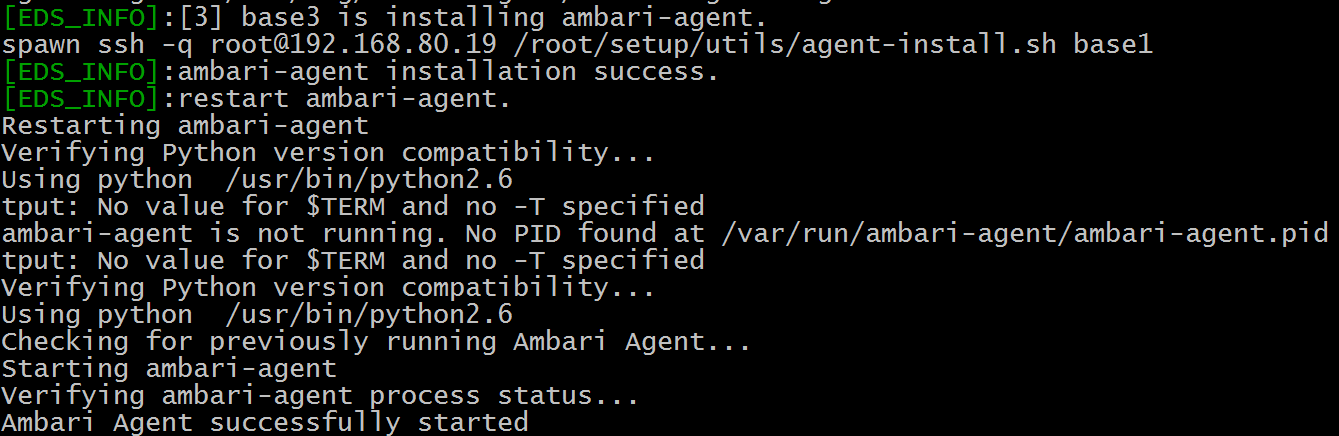 [EDS_INFO]:[3] base3 is installing ambari-agent.
spawn ssh -q root@192.168.80.19 /root/setup/utils/agent-install.sh base1
[EDS_INFO]:ambari-agent installation success.
[EDS_INFO]:restart ambari-agent.
Restarting ambari-agent
Verifying Python version compatibility...
Using python  /usr/bin/python2.6
tput: No value for $TERM and no -T specified
ambari-agent is not running. No PID found at /var/run/ambari-agent/ambari-agent.pid
tput: No value for $TERM and no -T specified
Verifying Python version compatibility...
Using python  /usr/bin/python2.6
Checking for previously running Ambari Agent...
Starting ambari-agent
Verifying ambari-agent process status...
Ambari Agent successfully started